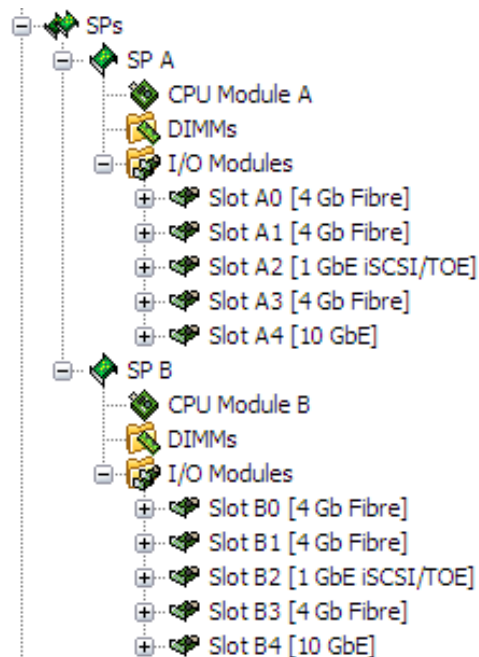 SPs
SP A
CPU Module A
DIMMs
I/O Modules
Slot A0 [4 Gb Fibre]
Slot A1 [4 Gb Fibre]
Slot A2 [1 GbE iSCSI/TOE]
Slot A3 [4 Gb Fibre]
Slot A4 [10 GbE]
SP B
CPU Module B
DIMMs
I/O Modules
Slot B0 [4 Gb Fibre]
Slot B1 [4 Gb Fibre]
Slot B2 [1 GbE iSCSI/TOE]
Slot B3 [4 Gb Fibre]
Slot B4 [10 GbE]